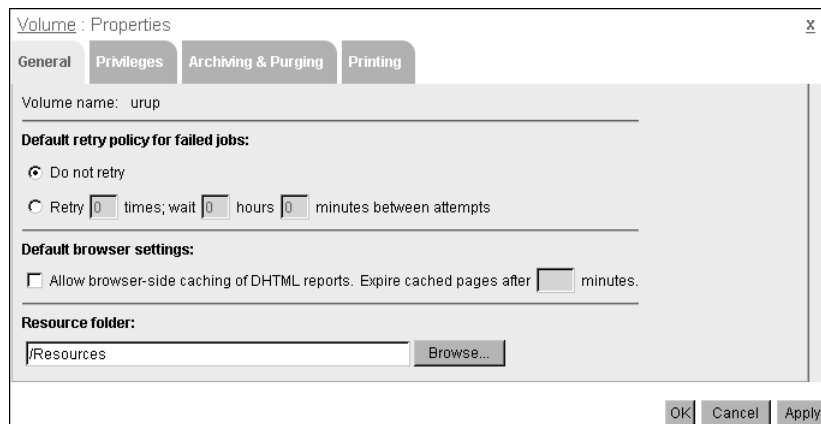 Volume : Properties x
General Privileges Archiving & Purging Printing
Volume name: urup
Default retry policy for failed jobs:
Do not retry
Retry 0 times; wait 0 hours 0 minutes between attempts
Default browser settings:
Allow browser-side caching of DHTML reports. Expire cached pages after minutes.
Resource folder:
/Resources Browse...
OK Cancel Apply